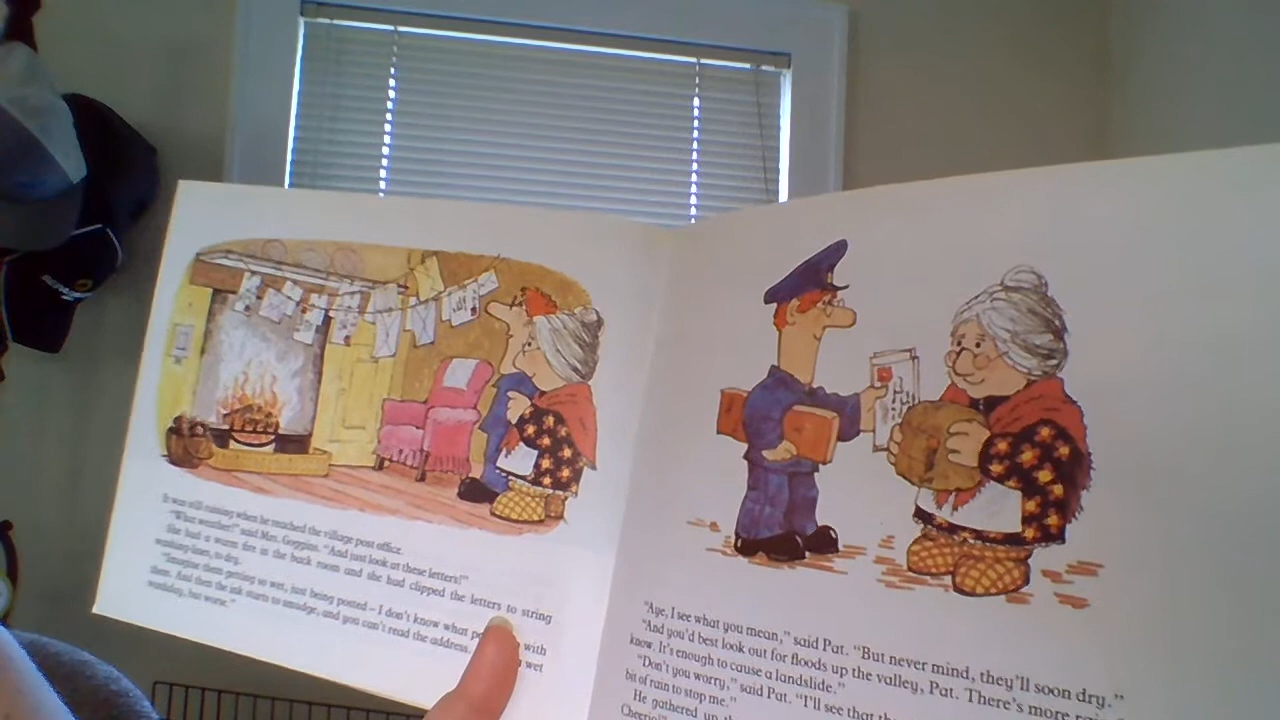 It was still raining when he reached the village post office.
"What weather!" said Mrs. Goggins. "And just look at these letters!"
She had a warm fire in the back room and she had clipped the letters to string
washing-lines, to dry.
"Imagine them getting so wet, just being posted – I don't know what with
them. And then the ink starts to smudge, and you can't read the address. wet
washday, but worse."
"Aye, I see what you mean," said Pat. "But never mind, they'll soon dry."
"And you'd best look out for floods up the valley, Pat. There's more
know. It's enough to cause a landslide."
"Don't you worry," said Pat. "I'll see that
bit of rain to stop me."
He gathered up
Cheerio!"